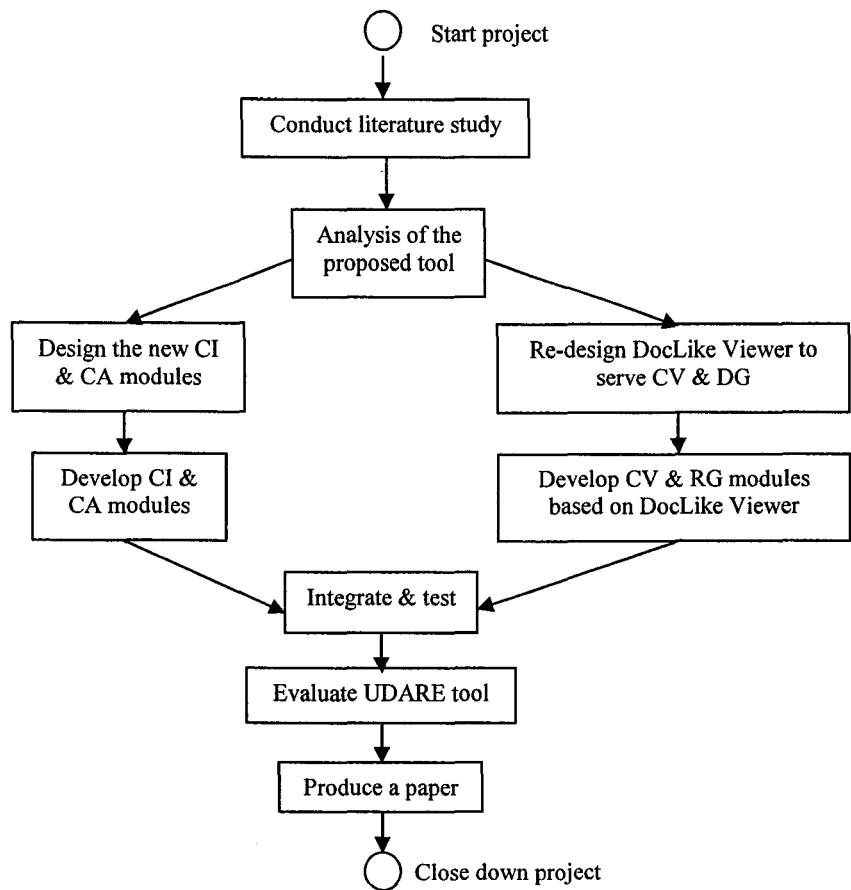 Start project
Conduct literature study
Analysis of the
proposed tool
Design the new CI
& CA modules
Re-design DocLike Viewer to
serve CV & DG
Develop CI &
CA modules
Develop CV & RG modules
based on DocLike Viewer
Integrate & test
Evaluate UDARE tool
Produce a paper
Close down project